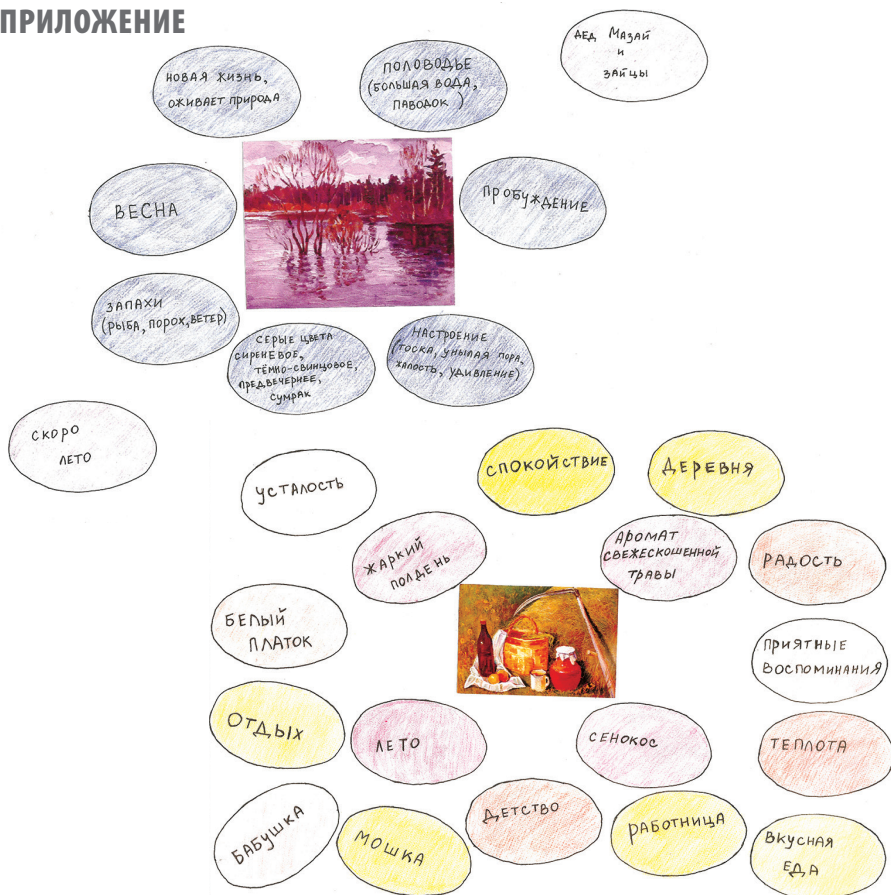 ПРИЛОЖЕНИЕ
ДЕД МАЗАЙ
И
ЗАЙЦЫ
НОВАЯ ЖИЗНЬ,
ОЖИВАЕТ ПРИРОДА
ПОЛОВОДЬЕ
(БОЛЬШАЯ ВОДА,
ПАВОДОК)
ВЕСНА
ПРОБУЖДЕНИЕ
ЗАПАХИ
(РЫБА, ПОРОХ, ВЕТЕР)
СЕРЫЕ ЦВЕТА
СИРЕНЕВОЕ,
ТЁМНО-СВИНЦОВОЕ,
ПРЕДВЕЧЕРНЕЕ,
СУМРАК
НАСТРОЕНИЕ
(ТОСКА, УНЫЛАЯ ПОРА,
ЖАЛОСТЬ, УДИВЛЕНИЕ)
СКОРО
ЛЕТО
УСТАЛОСТЬ
СПОКОЙСТВИЕ
ДЕРЕВНЯ
ЖАРКИЙ
ПОЛДЕНЬ
АРОМАТ
СВЕЖЕСКОШЕННОЙ
ТРАВЫ
РАДОСТЬ
БЕЛЫЙ
ПЛАТОК
ПРИЯТНЫЕ
ВОСПОМИНАНИЯ
ОТДЫХ
ЛЕТО
СЕНОКОС
ТЕПЛОТА
БАБУШКА
МОШКА
ДЕТСТВО
РАБОТНИЦА
ВКУСНАЯ
ЕДА